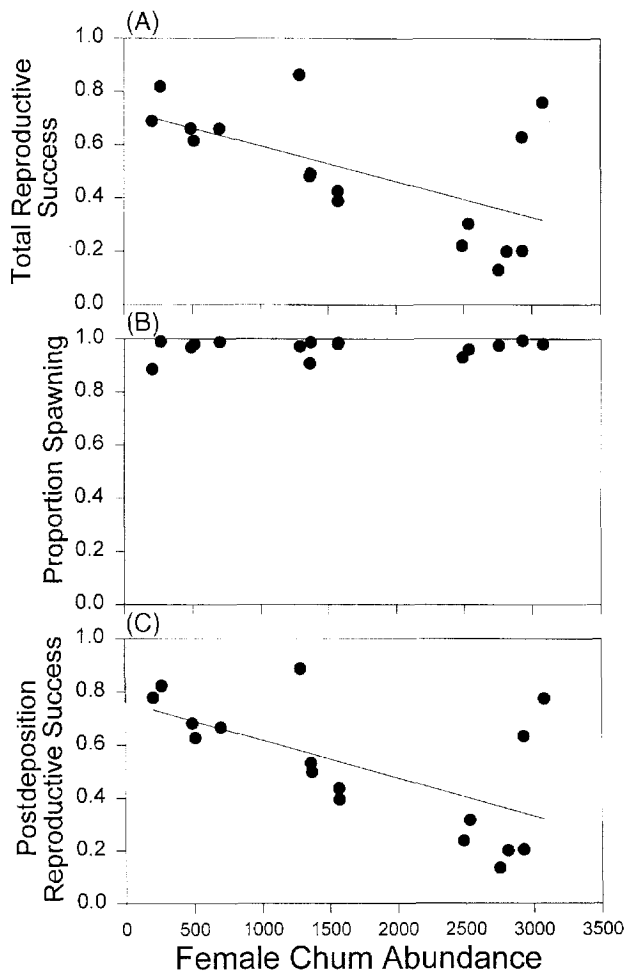 (A)
Total Reproductive
Success
1.0
0.8
0.6
0.4
0.2
0.0
(B)
Proportion Spawning
1.0
0.8
0.6
0.4
0.2
0.0
(C)
Postdeposition
Reproductive Success
1.0
0.8
0.6
0.4
0.2
0.0
0 500 1000 1500 2000 2500 3000 3500
Female Chum Abundance